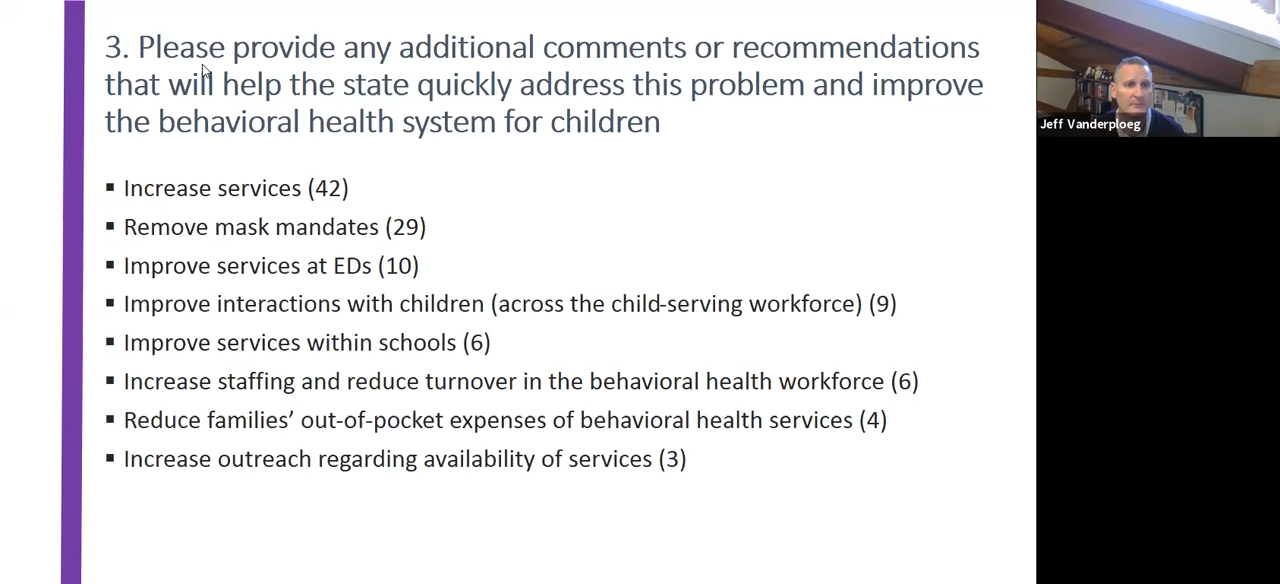 3. Please provide any additional comments or recommendations
that will help the state quickly address this problem and improve
the behavioral health system for children
▪ Increase services (42)
▪ Remove mask mandates (29)
▪ Improve services at EDs (10)
▪ Improve interactions with children (across the child-serving workforce) (9)
▪ Improve services within schools (6)
▪ Increase staffing and reduce turnover in the behavioral health workforce (6)
▪ Reduce families’ out-of-pocket expenses of behavioral health services (4)
▪ Increase outreach regarding availability of services (3)
Jeff Vanderploeg